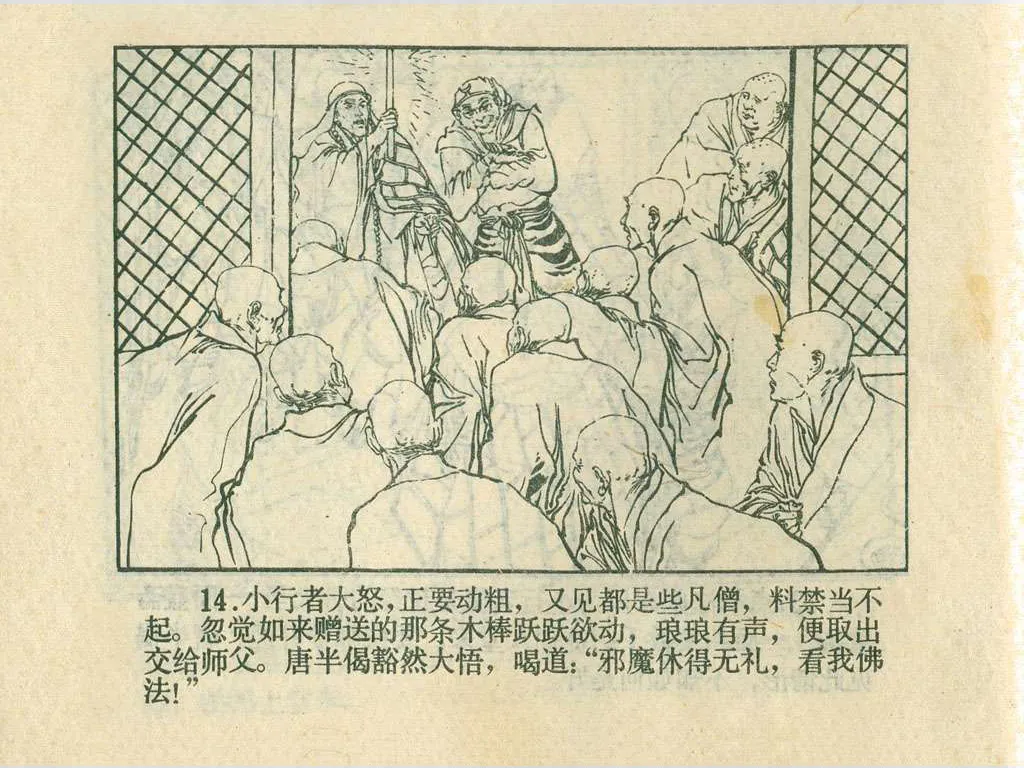 14.小行者大怒,正要动粗，又见都是些凡僧，料禁当不
起。忽觉如来赠送的那条木棒跃跃欲动，琅琅有声，便取出
交给师父。唐半偈豁然大悟，喝道:“邪魔休得无礼，看我佛
法!”